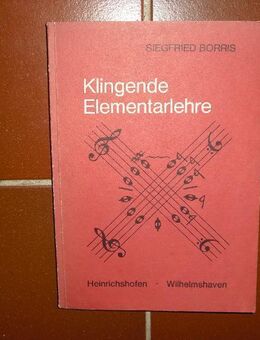 SIEGFRIED BORRIS
Klingende
Elementarlehre
Heinrichshofen - Wilhelmshaven